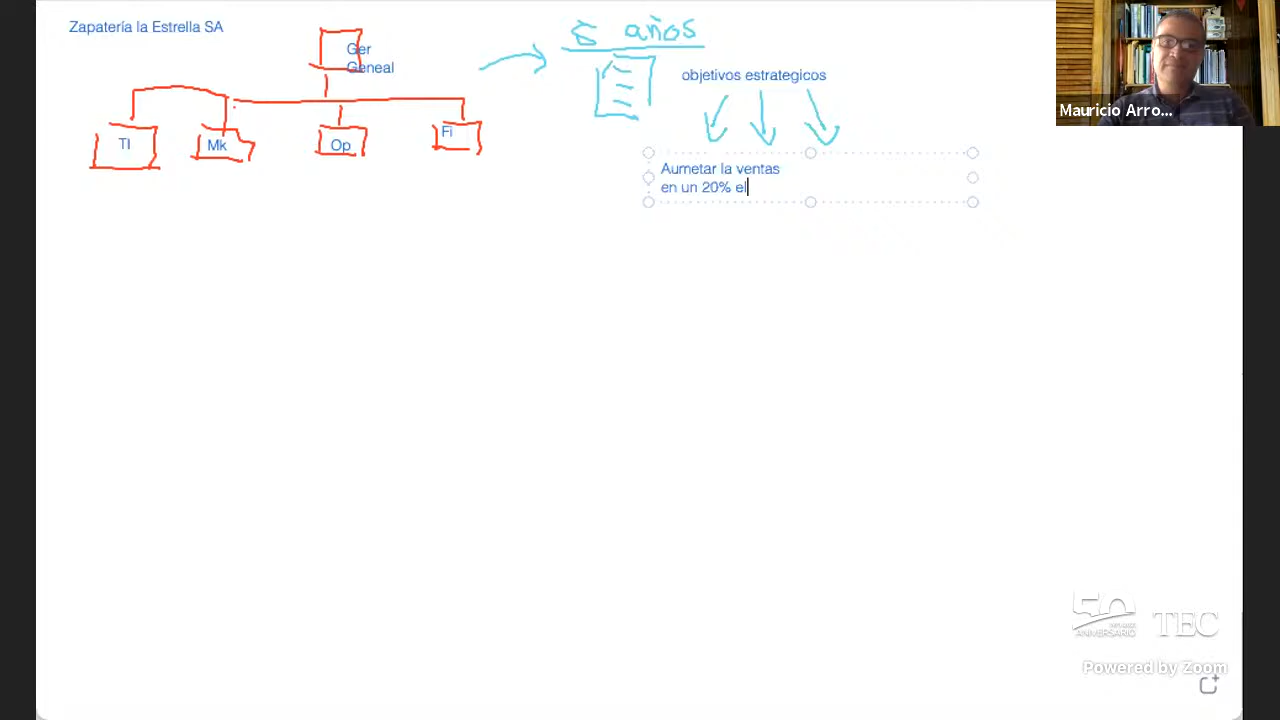 Zapatería la Estrella SA
Ger
Geneal
TI
Mk
Op
Fi
5 años
objetivos estrategicos
Aumetar la ventas
en un 20% el
Mauricio Arro...
50
ANIVERSARIO
TEC
Powered by Zoom